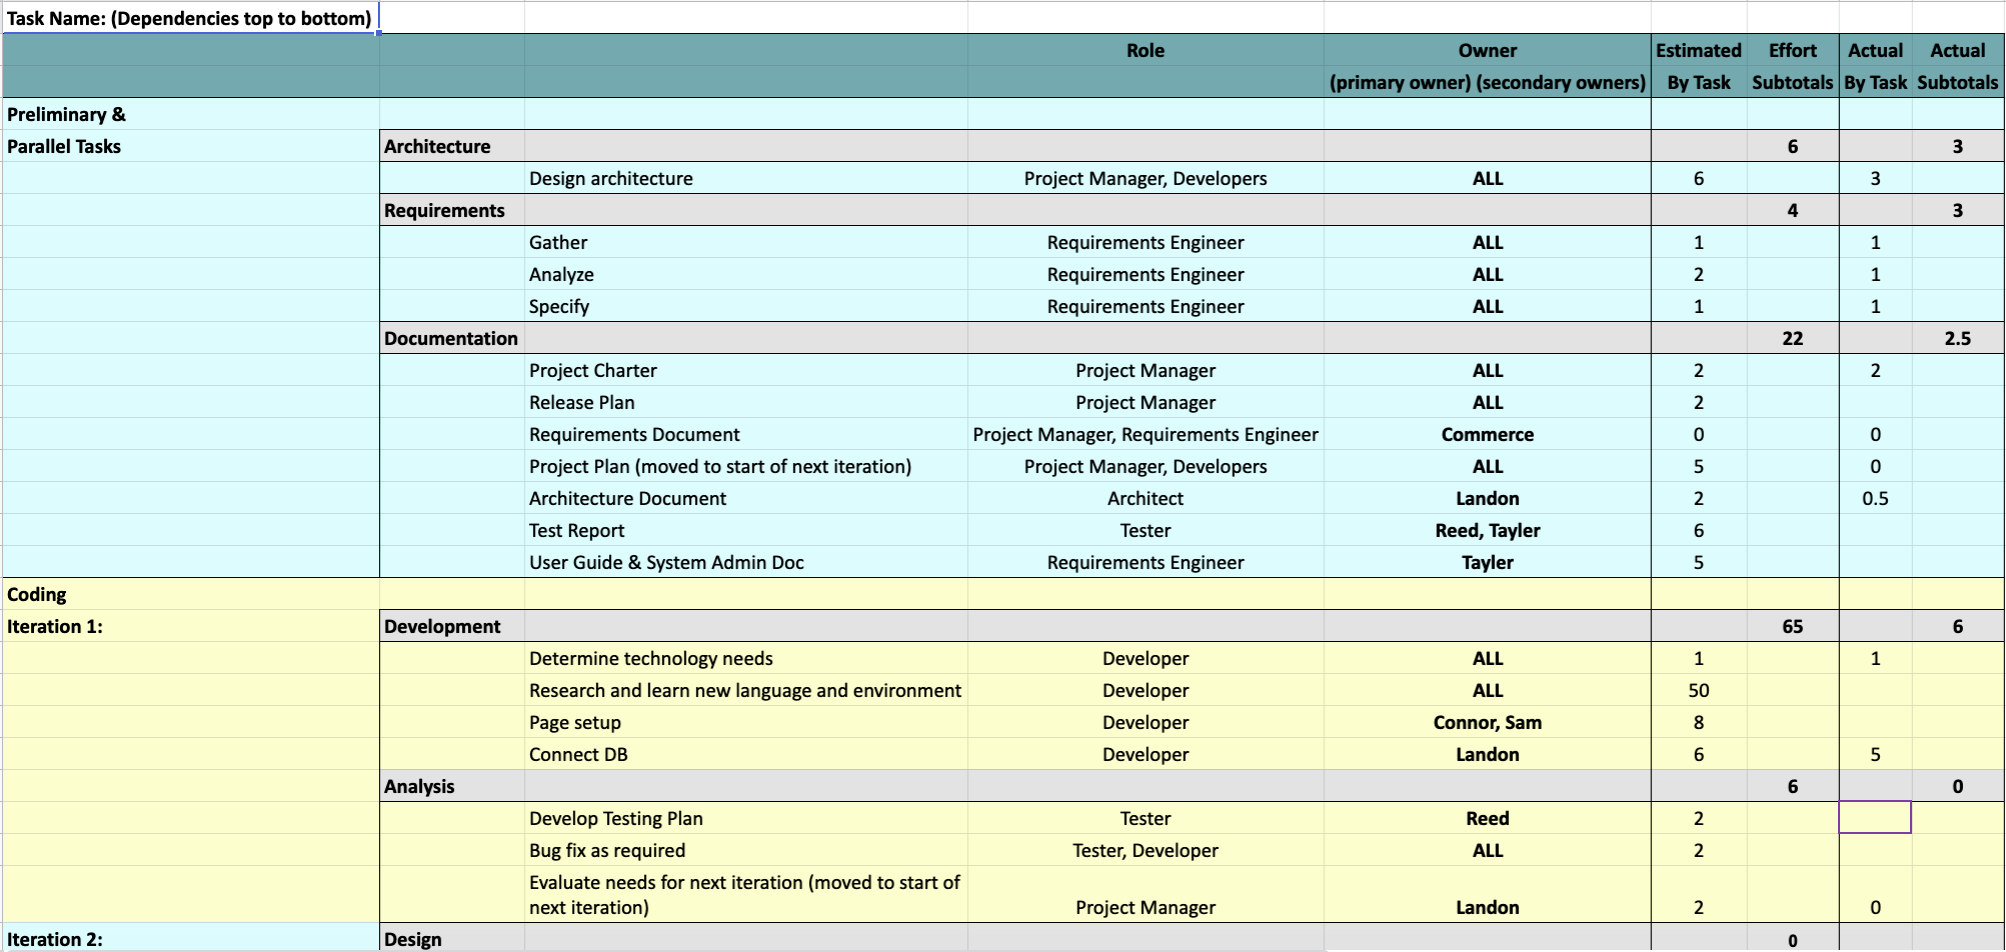 Task Name: (Dependencies top to bottom)
Role Owner Estimated Effort Actual Actual
(primary owner) (secondary owners) By Task Subtotals By Task Subtotals
Preliminary &
Parallel Tasks Architecture 6 3
Design architecture Project Manager, Developers ALL 6 3
Requirements 4 3
Gather Requirements Engineer ALL 1 1
Analyze Requirements Engineer ALL 2 1
Specify Requirements Engineer ALL 1 1
Documentation 22 2.5
Project Charter Project Manager ALL 2 2
Release Plan Project Manager ALL 2
Requirements Document Project Manager, Requirements Engineer Commerce 0 0
Project Plan (moved to start of next iteration) Project Manager, Developers ALL 5 0
Architecture Document Architect Landon 2 0.5
Test Report Tester Reed, Tayler 6
User Guide & System Admin Doc Requirements Engineer Tayler 5
Coding
Iteration 1: Development 65 6
Determine technology needs Developer ALL 1 1
Research and learn new language and environment Developer ALL 50
Page setup Developer Connor, Sam 8
Connect DB Developer Landon 6 5
Analysis 6 0
Develop Testing Plan Tester Reed 2
Bug fix as required Tester, Developer ALL 2
Evaluate needs for next iteration (moved to start of
next iteration) Project Manager Landon 2 0
Iteration 2: Design 0